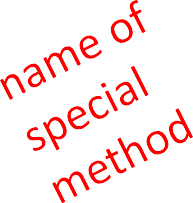 name of
special
method